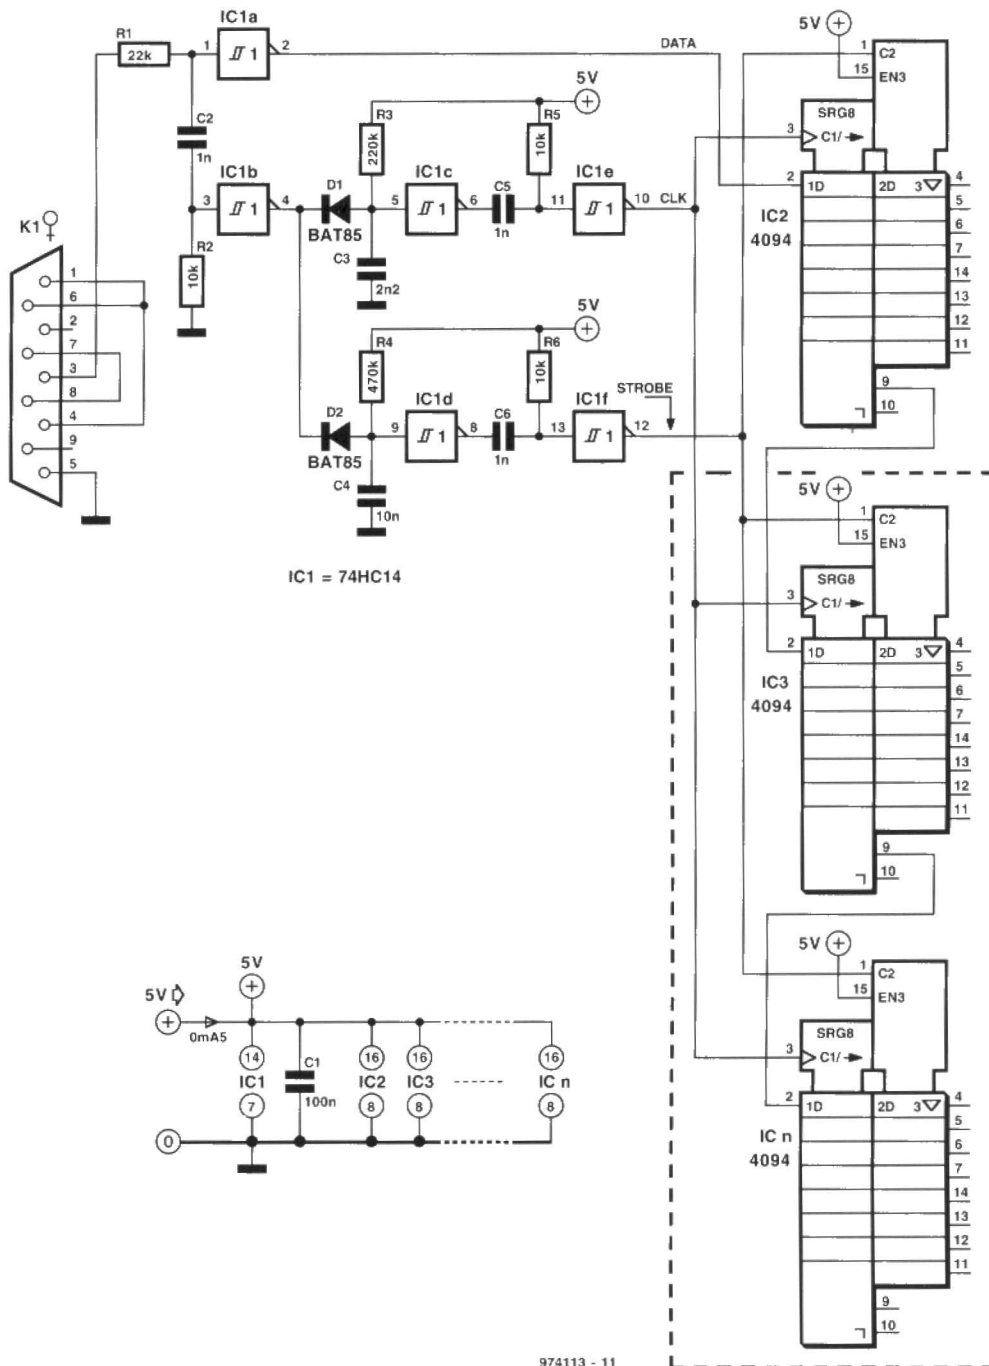 IC1a
R1
22k
1
2
DATA
C2
1n
5V
R3
220k
R5
10k
IC1b
3
4
D1
BAT85
IC1c
5
6
C5
1n
IC1e
11
10
CLK
R2
10k
C3
2n2
K1
1
6
2
7
3
8
4
9
5
5V
R4
470k
R6
10k
IC1d
9
8
C6
1n
IC1f
13
12
STROBE
D2
BAT85
C4
10n
IC1 = 74HC14
5V
1
C2
15
EN3
SRG8
3
C1/
2
1D
2D
3
4
5
6
7
14
13
12
11
9
10
IC2
4094
5V
1
C2
15
EN3
SRG8
3
C1/
2
1D
2D
3
4
5
6
7
14
13
12
11
9
10
IC3
4094
5V
1
C2
15
EN3
SRG8
3
C1/
2
1D
2D
3
4
5
6
7
14
13
12
11
9
10
IC n
4094
5V
5V
0mA5
14
IC1
7
C1
100n
16
IC2
8
16
IC3
8
16
IC n
8
0
974113 - 11